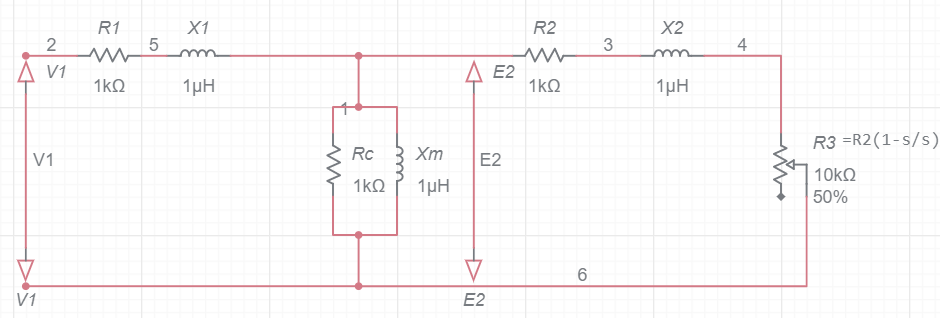 R1
X1
R2
X2
2
5
3
4
V1
E2
1kΩ
1µH
1kΩ
1µH
1
R3 =R2(1-s/s)
V1
Rc
Xm
E2
10kΩ
1kΩ
1µH
50%
6
V1
E2